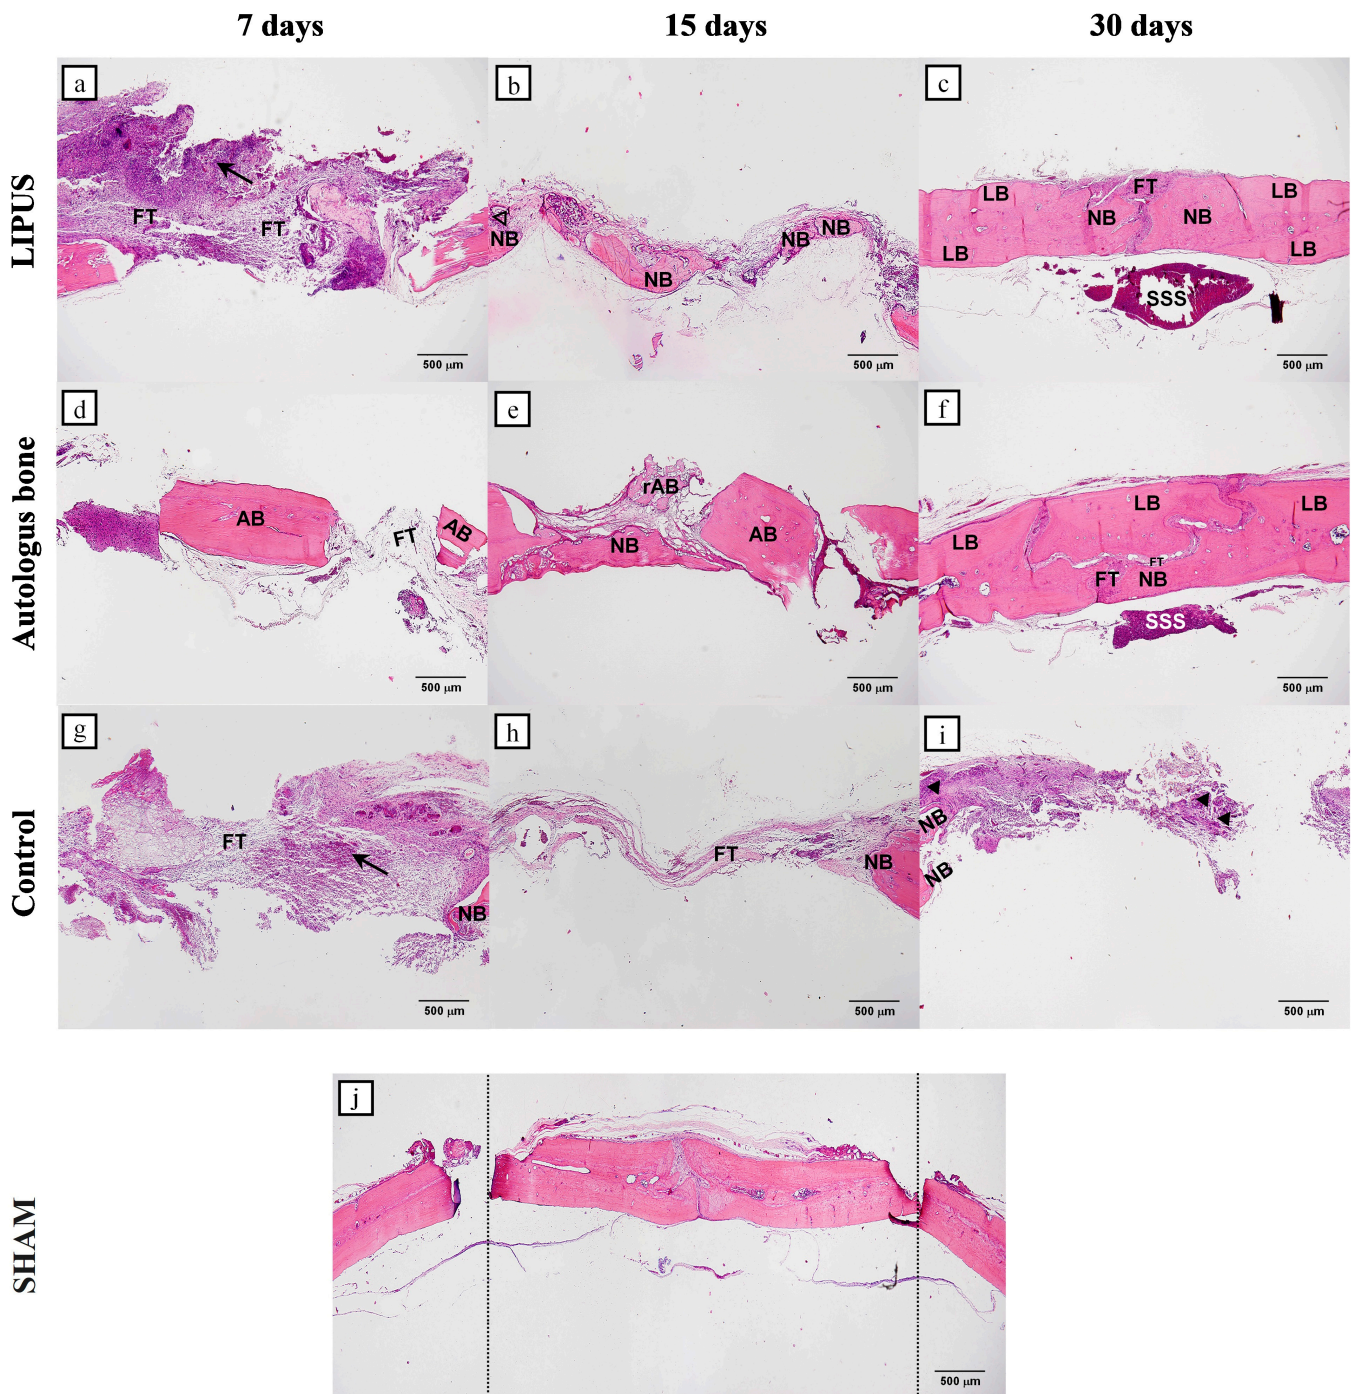 7 days
15 days
30 days
LIPUS
a
FT
FT
500 μm
b
NB
NB
NB
NB
500 μm
c
LB
FT
LB
NB
NB
LB
LB
SSS
500 μm
Autologus bone
d
AB
FT
AB
500 μm
e
rAB
NB
AB
500 μm
f
LB
LB
LB
FT
FT
NB
SSS
500 μm
Control
g
FT
NB
500 μm
h
FT
NB
500 μm
i
NB
NB
500 μm
SHAM
j
500 μm